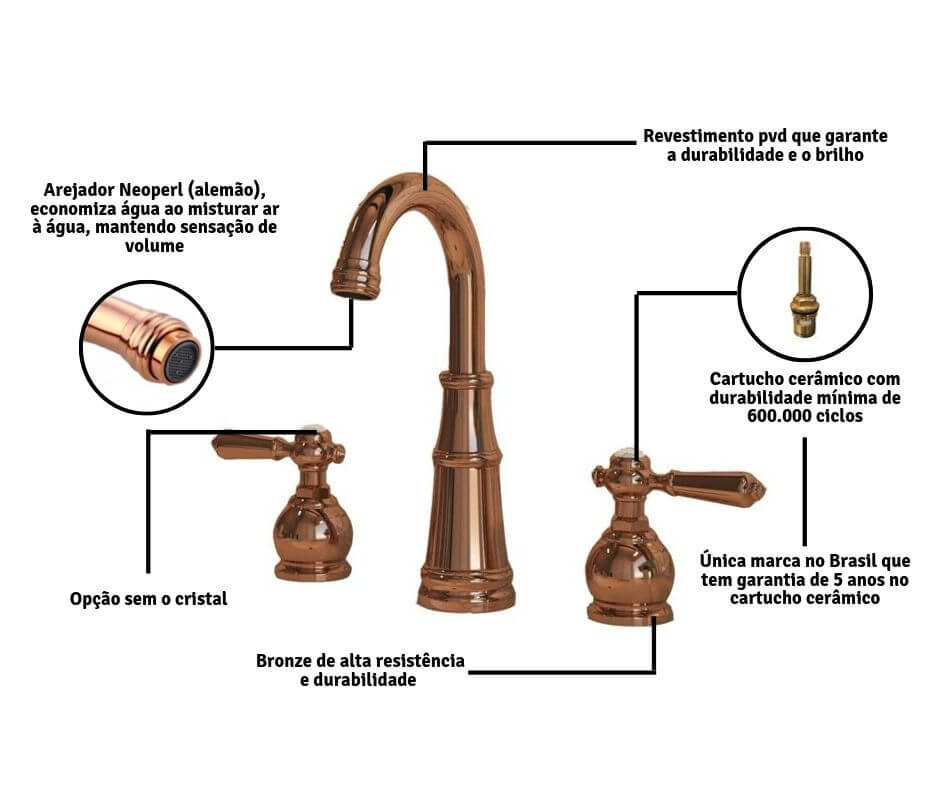 Revestimento pvd que garante
a durabilidade e o brilho
Arejador Neoperl (alemão),
economiza água ao misturar ar
à água, mantendo sensação de
volume
Cartucho cerâmico com
durabilidade mínima de
600.000 ciclos
Única marca no Brasil que
tem garantia de 5 anos no
cartucho cerâmico
Opção sem o cristal
Bronze de alta resistência
e durabilidade